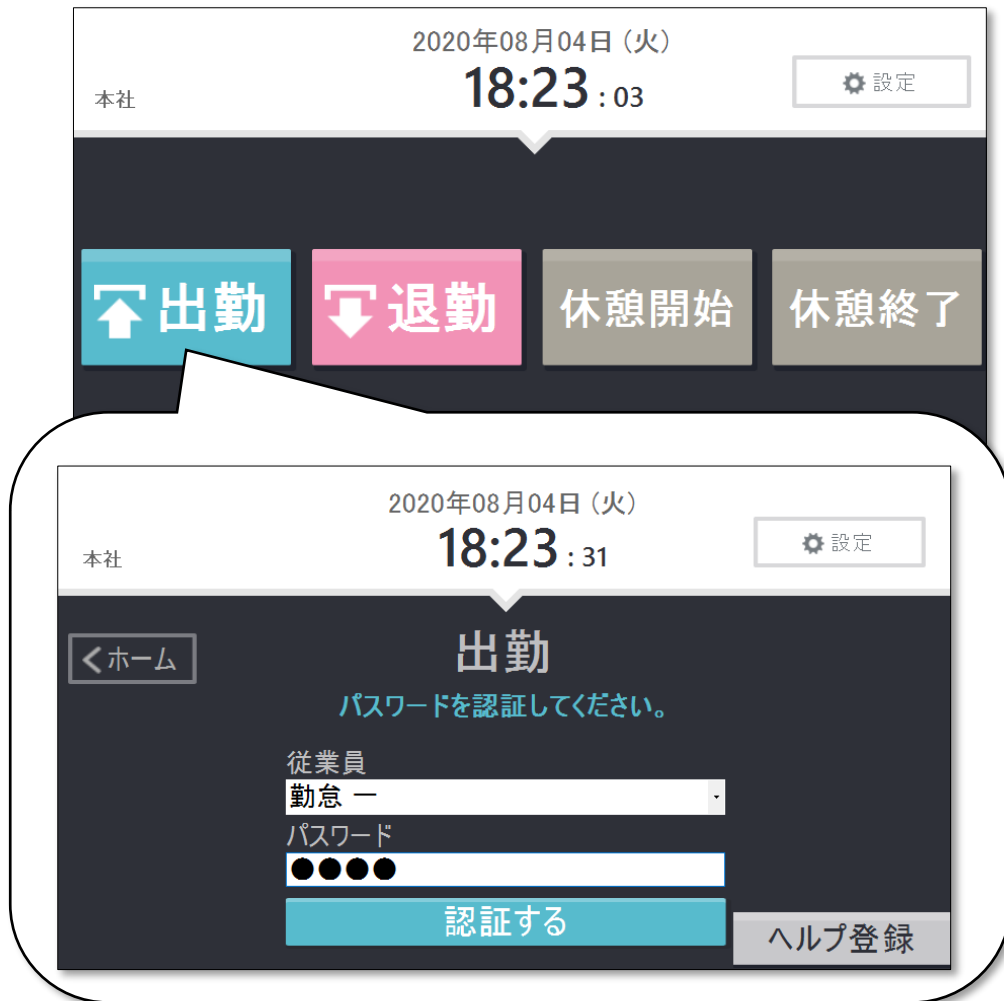 2020年08月04日（火）
18:23 : 03
本社
設定
出勤
退勤
休憩開始
休憩終了
2020年08月04日（火）
18:23 : 31
本社
設定
ホーム
出勤
パスワードを認証してください。
従業員
勤怠 一
パスワード
●●●●
認証する
ヘルプ登録